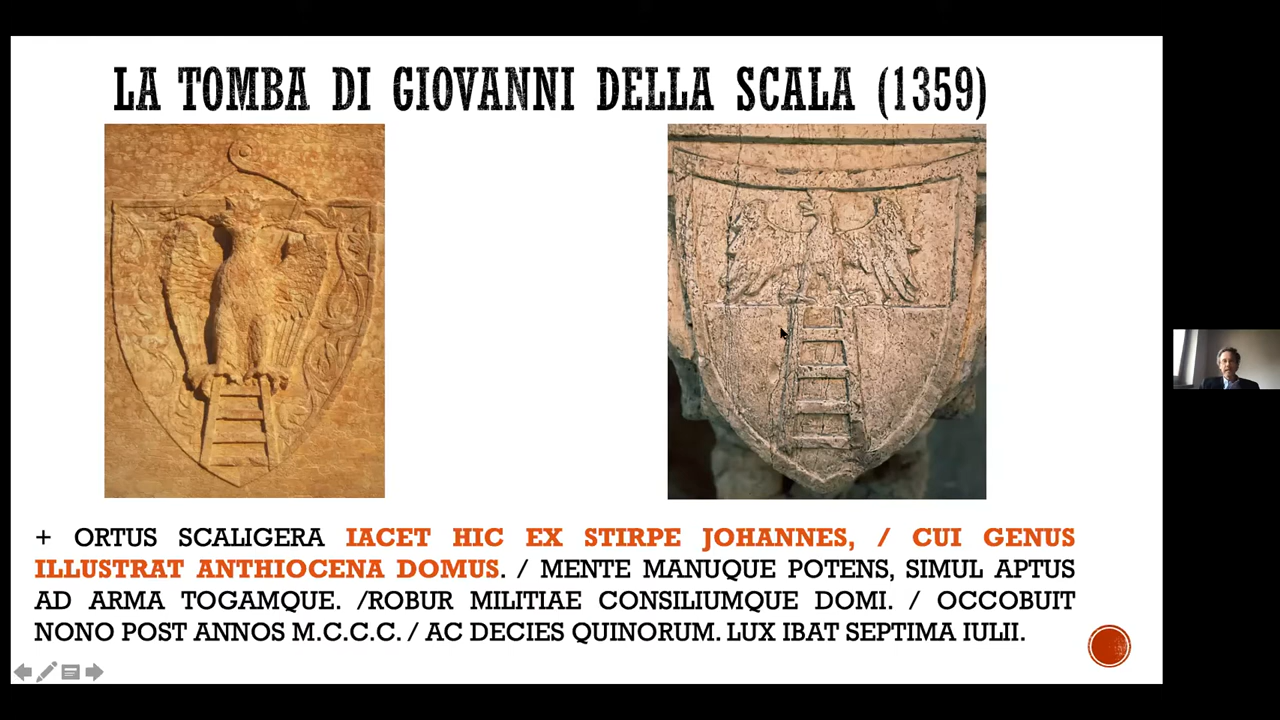 LA TOMBA DI GIOVANNI DELLA SCALA (1359)
+ ORTUS SCALIGERA IACET HIC EX STIRPE JOHANNES, / CUI GENUS
ILLUSTRAT ANTHIOCENA DOMUS. / MENTE MANUQUE POTENS, SIMUL APTUS
AD ARMA TOGAMQUE. /ROBUR MILITIAE CONSILIUMQUE DOMI. / OCCOBUIT
NONO POST ANNOS M.C.C.C. / AC DECIES QUINORUM. LUX IBAT SEPTIMA IULII.